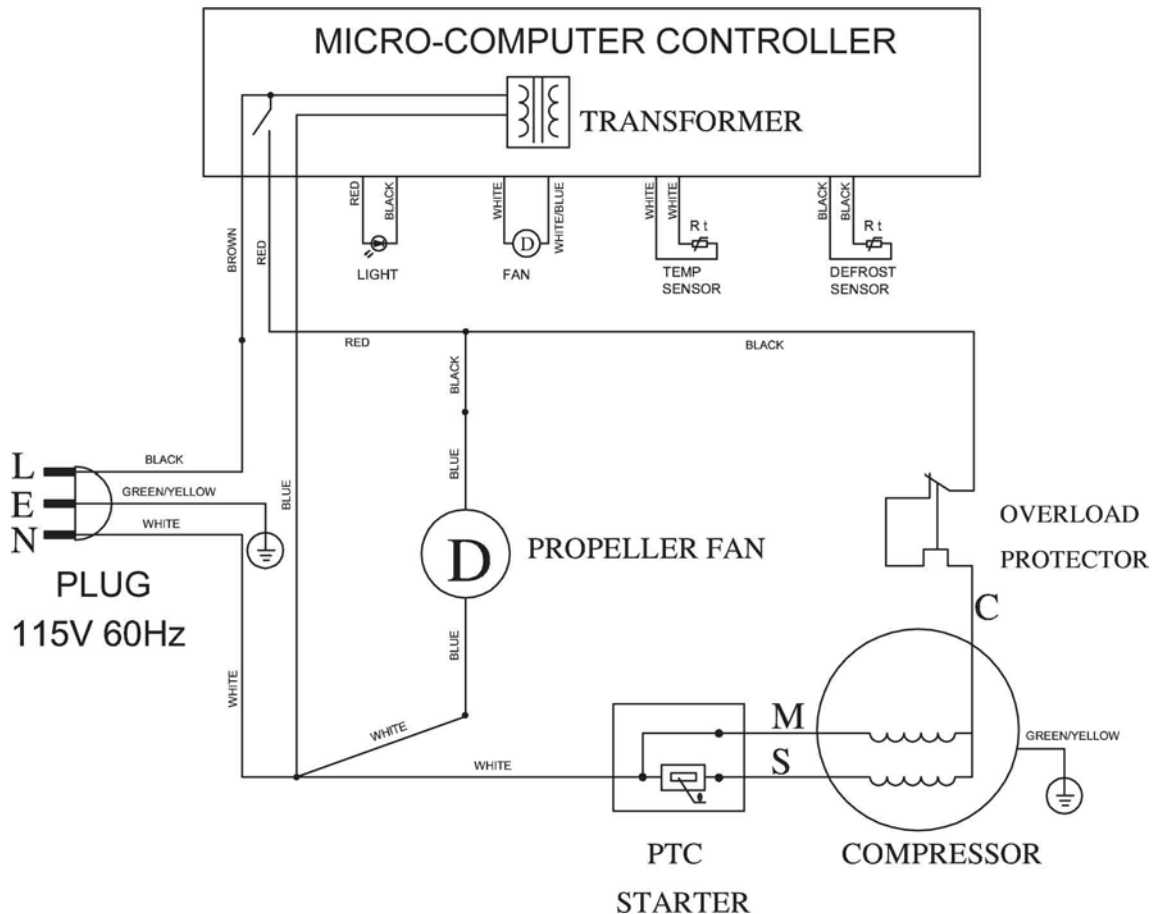 MICRO-COMPUTER CONTROLLER
TRANSFORMER
RED
BLACK
WHITE
WHITE/BLUE
WHITE
WHITE
BLACK
BLACK
BROWN
RED
D
R t
R t
LIGHT
FAN
TEMP
SENSOR
DEFROST
SENSOR
RED
BLACK
BLACK
L
BLACK
BLUE
E
GREEN/YELLOW
BLUE
N
WHITE
OVERLOAD
PROTECTOR
D
PROPELLER FAN
PLUG
115V 60Hz
C
BLUE
WHITE
WHITE
M
WHITE
S
GREEN/YELLOW
θ
PTC
STARTER
COMPRESSOR